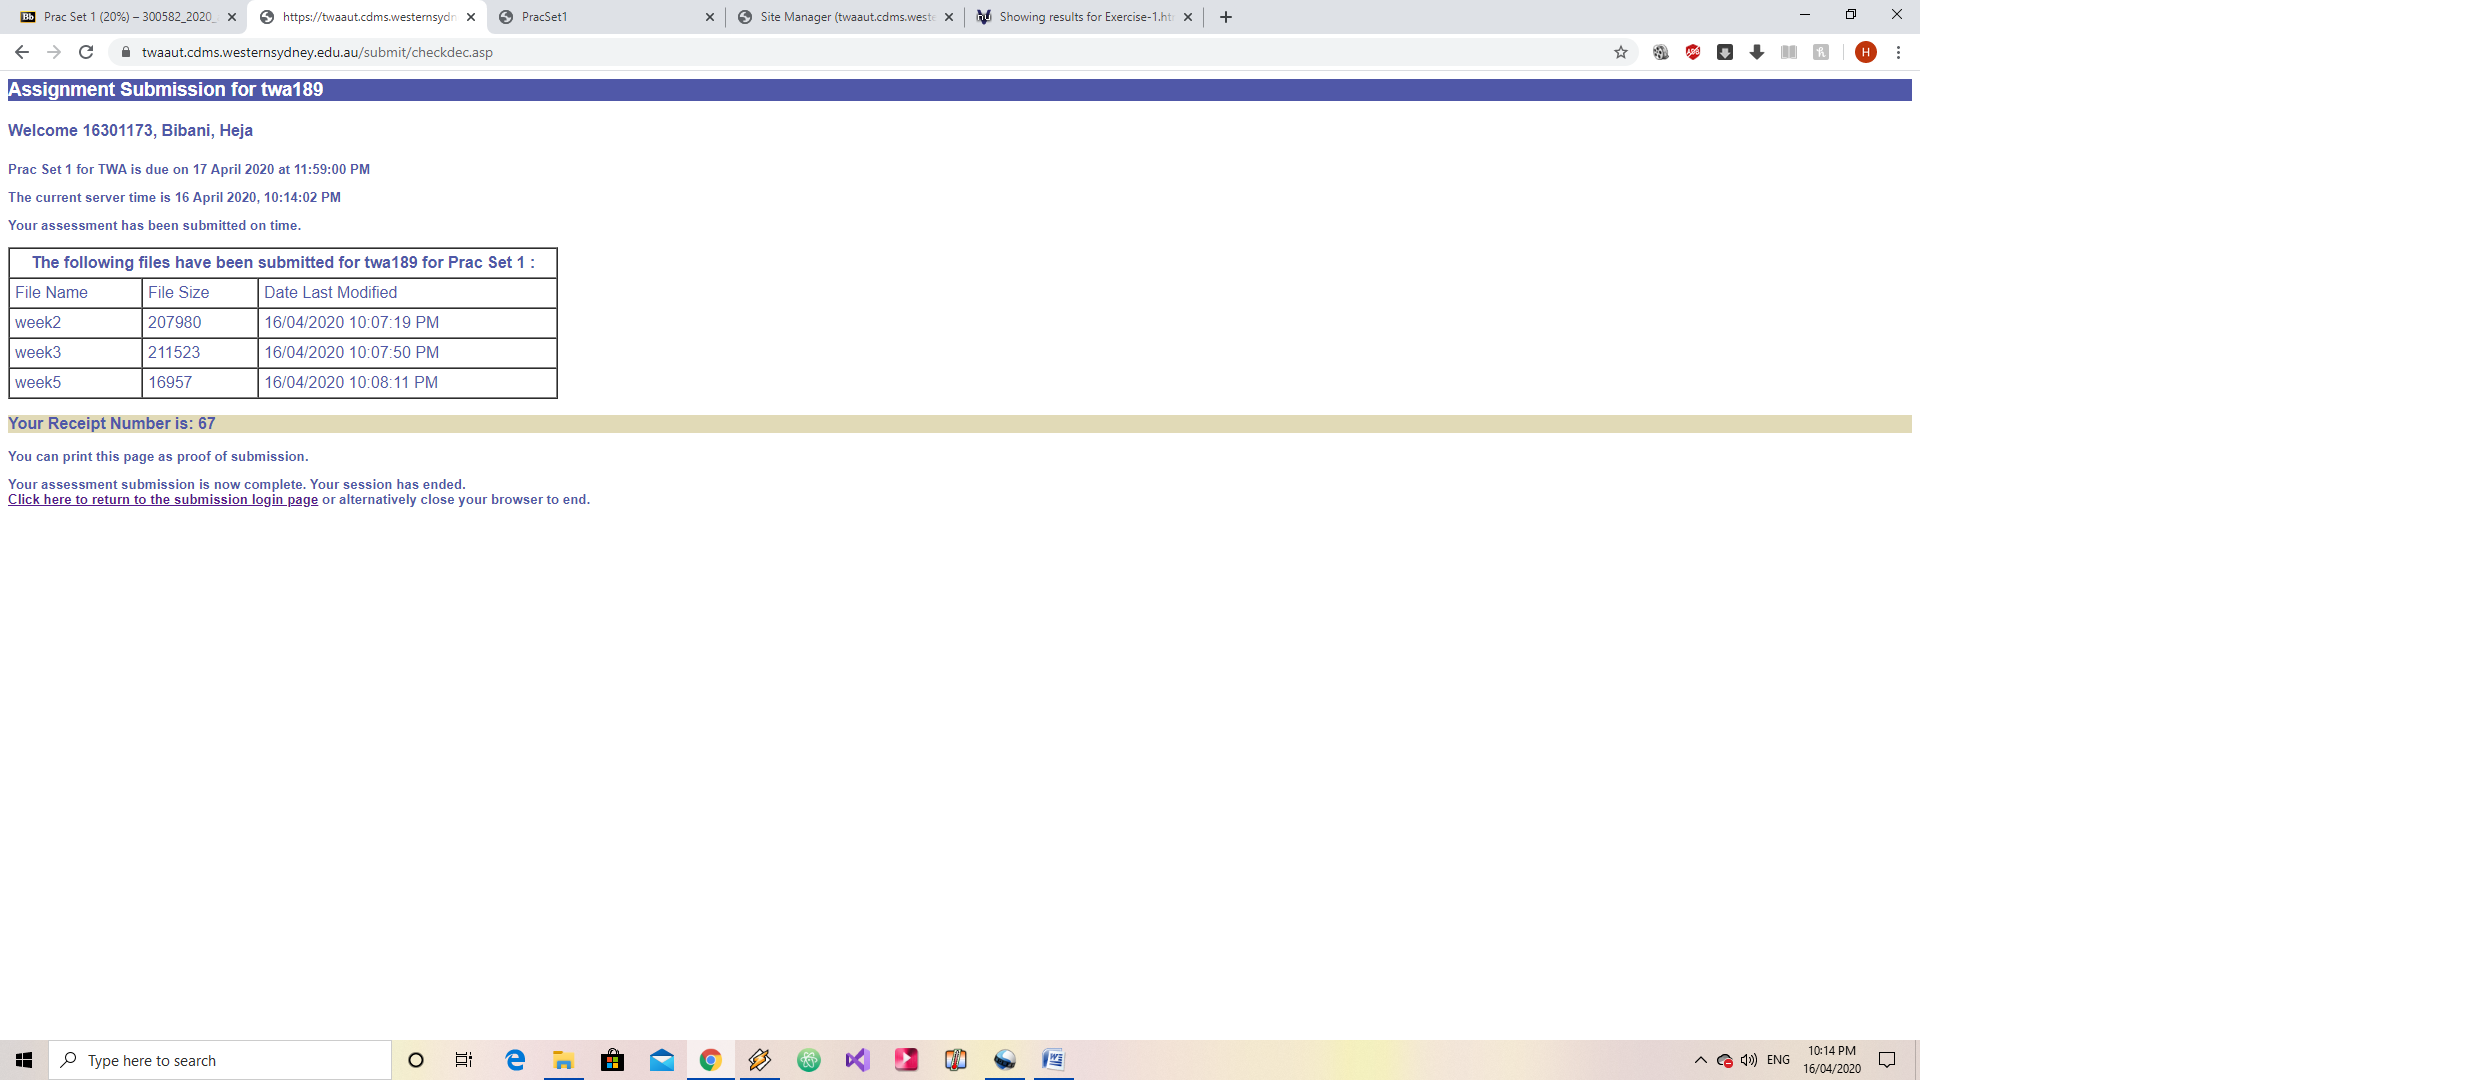 Prac Set 1 (20%) – 300582_2020_
https://twaaut.cdms.westernsydn
PracSet1
Site Manager (twaaut.cdms.weste
Showing results for Exercise-1.ht
twaaut.cdms.westernsydney.edu.au/submit/checkdec.asp
Assignment Submission for twa189
Welcome 16301173, Bibani, Heja
Prac Set 1 for TWA is due on 17 April 2020 at 11:59:00 PM
The current server time is 16 April 2020, 10:14:02 PM
Your assessment has been submitted on time.
The following files have been submitted for twa189 for Prac Set 1 :
File Name File Size Date Last Modified
week2 207980 16/04/2020 10:07:19 PM
week3 211523 16/04/2020 10:07:50 PM
week5 16957 16/04/2020 10:08:11 PM
Your Receipt Number is: 67
You can print this page as proof of submission.
Your assessment submission is now complete. Your session has ended.
Click here to return to the submission login page or alternatively close your browser to end.
Type here to search
ENG
10:14 PM
16/04/2020